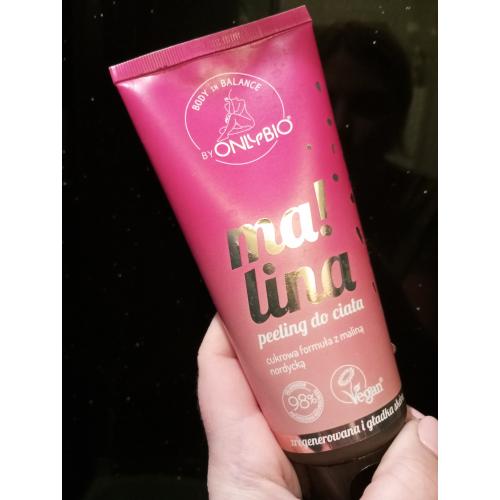 BODY IN BALANCE
BY ONLYBIO®
ma!
lina
peeling do ciała
cukrowa formuła z maliną
nordycką
98%
Vegan®
zregenerowana i gładka